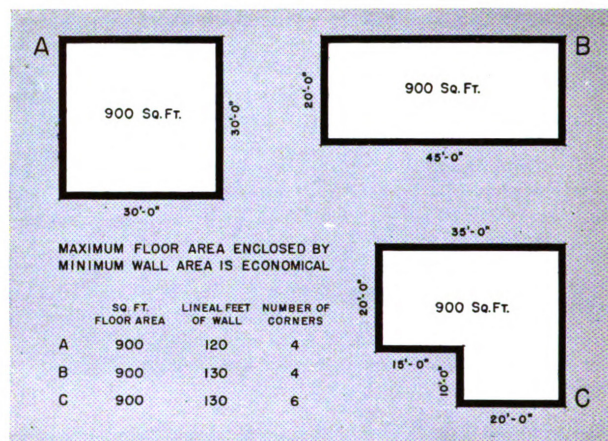 A
900 SQ.FT.
30'-0"
30'-0"
B
900 SQ.FT.
20'-0"
45'-0"
MAXIMUM FLOOR AREA ENCLOSED BY
MINIMUM WALL AREA IS ECONOMICAL
SQ. FT. LINEAL FEET NUMBER OF
FLOOR AREA OF WALL CORNERS
A 900 120 4
B 900 130 4
C 900 130 6
35'-0"
20'-0"
900 SQ.FT.
15'-0"
10'-0"
20'-0"
C